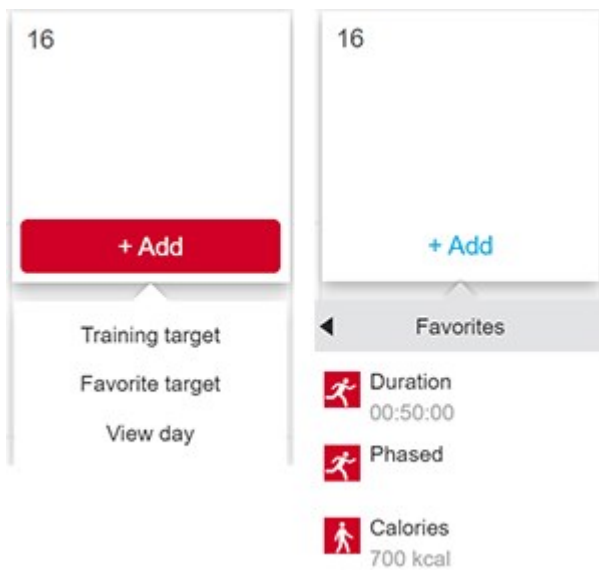 16
+ Add
Training target
Favorite target
View day
16
+ Add
Favorites
Duration
00:50:00
Phased
Calories
700 kcal